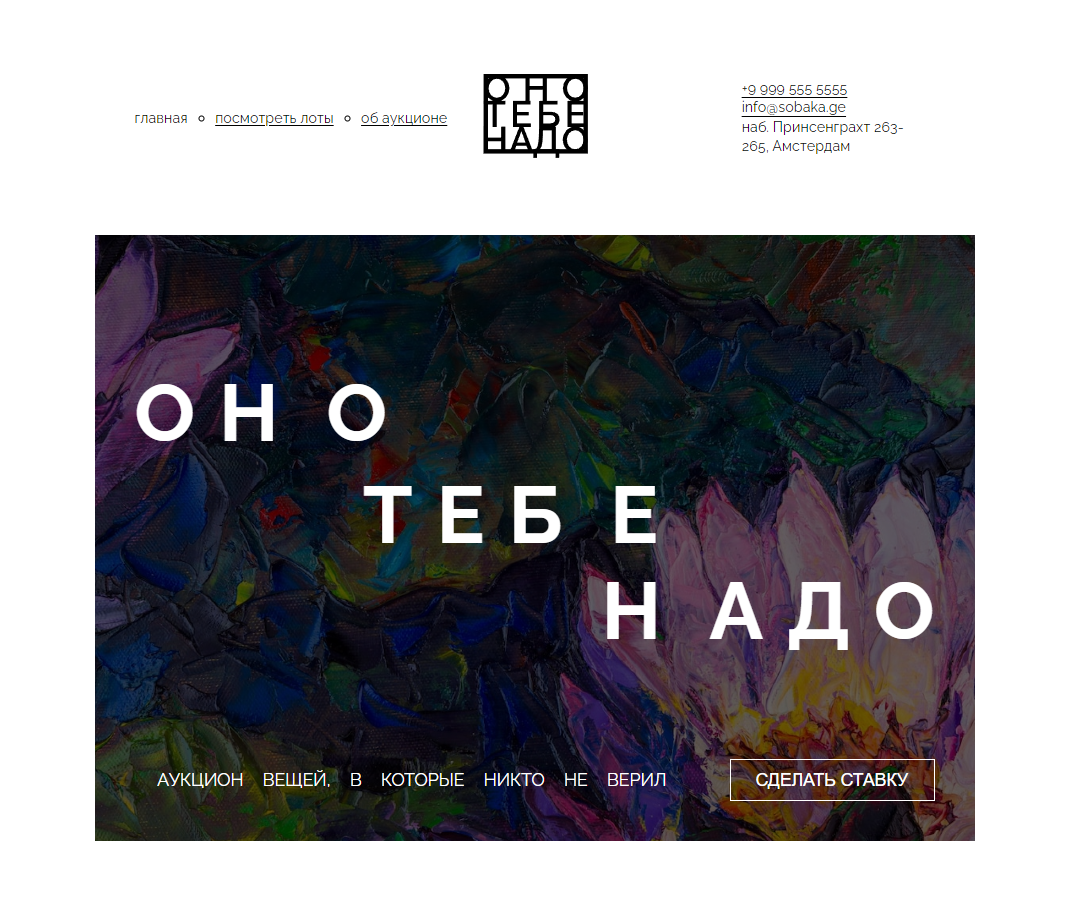 главная ⚬ посмотреть лоты ⚬ об аукционе
ОНО
ТЕБЕ
НАДО
+9 999 555 5555
info@sobaka.ge
наб. Принсенграхт 263-
265, Амстердам
ОНО
ТЕБЕ
НАДО
АУКЦИОН ВЕЩЕЙ, В КОТОРЫЕ НИКТО НЕ ВЕРИЛ
СДЕЛАТЬ СТАВКУ